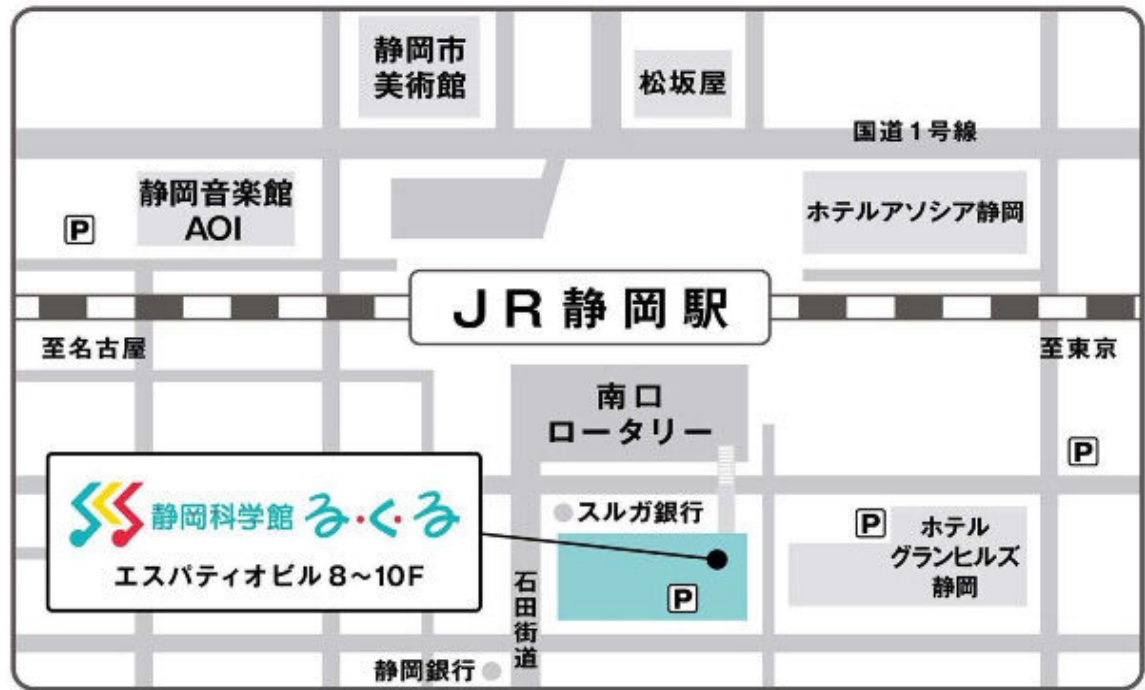 静岡市
美術館
松坂屋
国道1号線
静岡音楽館
AOI
P
ホテルアソシア静岡
JR静岡駅
至名古屋
至東京
南口
ロータリー
P
静岡科学館 る・く・る
エスパティオビル 8〜10F
スルガ銀行
P
ホテル
グランヒルズ
静岡
P
石田街道
静岡銀行